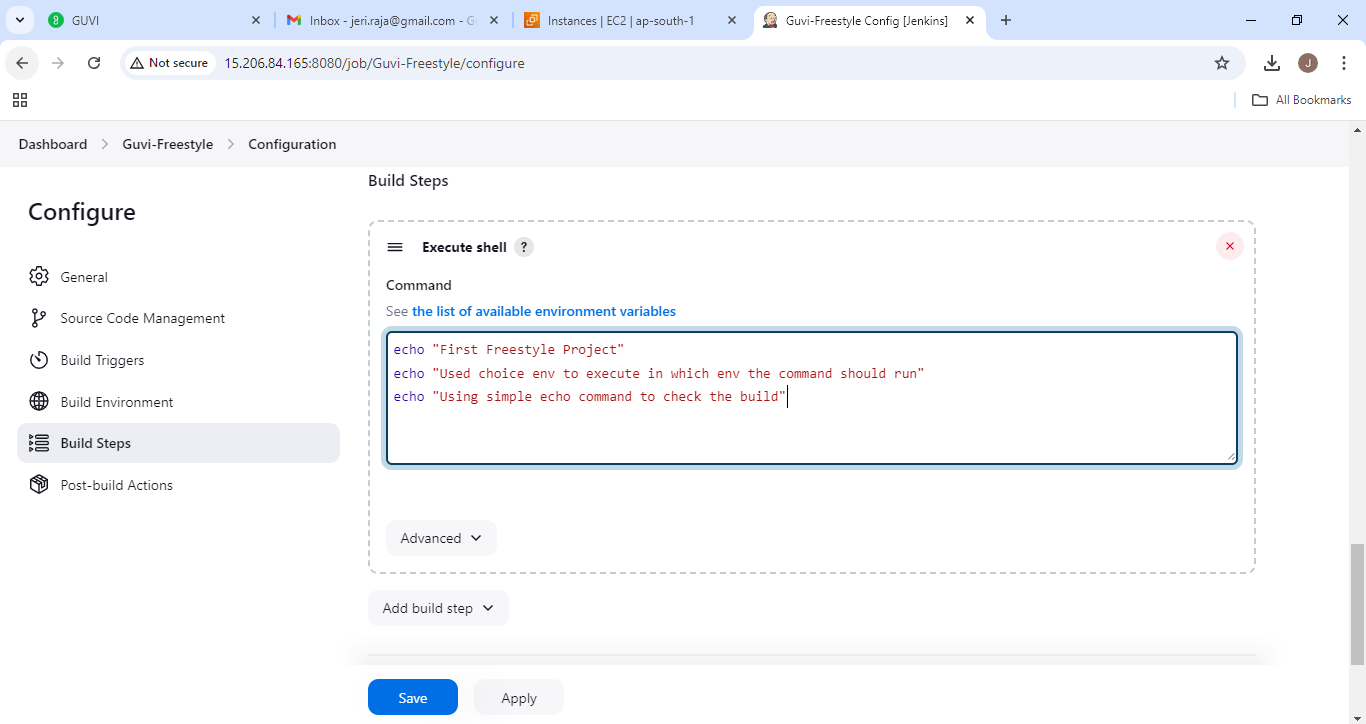 GUVI
Inbox - jeri.raja@gmail.com - G
Instances | EC2 | ap-south-1
Guvi-Freestyle Config [Jenkins]
Not secure
15.206.84.165:8080/job/Guvi-Freestyle/configure
J
All Bookmarks
Dashboard
Guvi-Freestyle
Configuration
Configure
General
Source Code Management
Build Triggers
Build Environment
Build Steps
Post-build Actions
Build Steps
Execute shell ?
Command
See the list of available environment variables
echo "First Freestyle Project"
echo "Used choice env to execute in which env the command should run"
echo "Using simple echo command to check the build"
Advanced
Add build step
Save
Apply